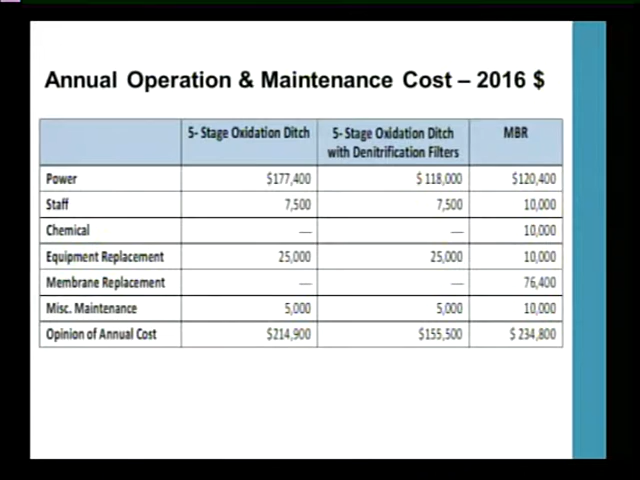 Annual Operation & Maintenance Cost – 2016 $
5- Stage Oxidation Ditch 5- Stage Oxidation Ditch with Denitrification Filters MBR
Power $177,400 $ 118,000 $120,400
Staff 7,500 7,500 10,000
Chemical — — 10,000
Equipment Replacement 25,000 25,000 10,000
Membrane Replacement — — 76,400
Misc. Maintenance 5,000 5,000 10,000
Opinion of Annual Cost $214,900 $155,500 $ 234,800